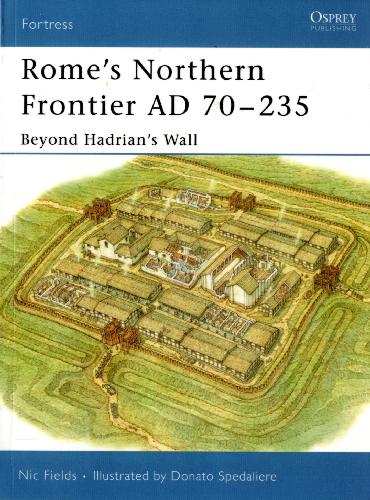 Fortress
OSPREY
PUBLISHING
Rome's Northern
Frontier AD 70–235
Beyond Hadrian's Wall
Nic Fields • Illustrated by Donato Spedaliere